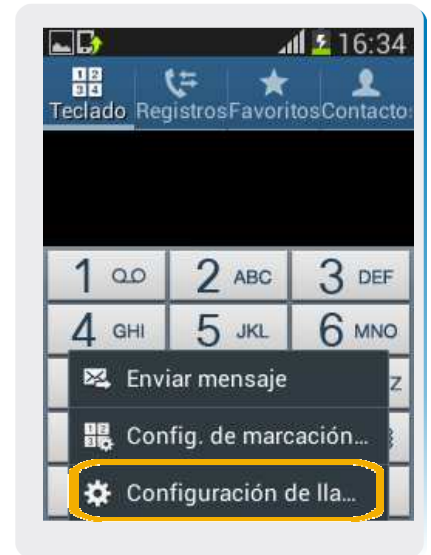 16:34
Teclado Registros Favoritos Contacto
1 2 ABC 3 DEF
4 GHI 5 JKL 6 MNO
Enviar mensaje
Z
Config. de marcación...
Configuración de lla...